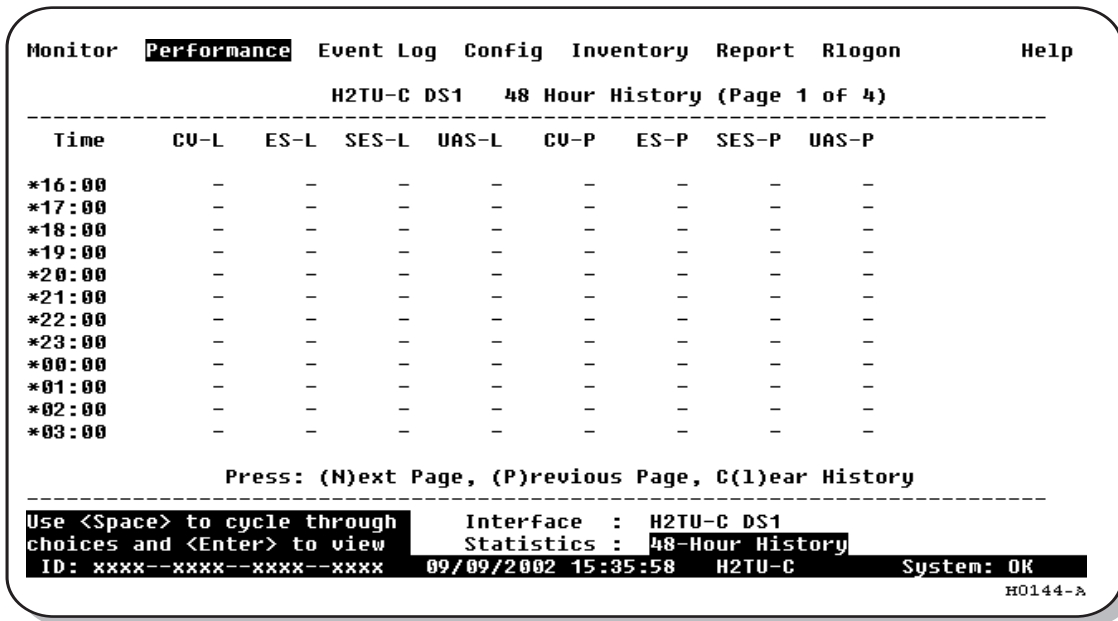 Monitor Performance Event Log Config Inventory Report Rlogon Help
H2TU-C DS1 48 Hour History (Page 1 of 4)
Time CV-L ES-L SES-L UAS-L CV-P ES-P SES-P UAS-P
*16:00 - - - - - - - -
*17:00 - - - - - - - -
*18:00 - - - - - - - -
*19:00 - - - - - - - -
*20:00 - - - - - - - -
*21:00 - - - - - - - -
*22:00 - - - - - - - -
*23:00 - - - - - - - -
*00:00 - - - - - - - -
*01:00 - - - - - - - -
*02:00 - - - - - - - -
*03:00 - - - - - - - -
Press: (N)ext Page, (P)revious Page, C(l)ear History
Use <Space> to cycle through Interface : H2TU-C DS1
choices and <Enter> to view Statistics : 48-Hour History
ID: xxxx--xxxx--xxxx--xxxx 09/09/2002 15:35:58 H2TU-C System: OK
H0144-A